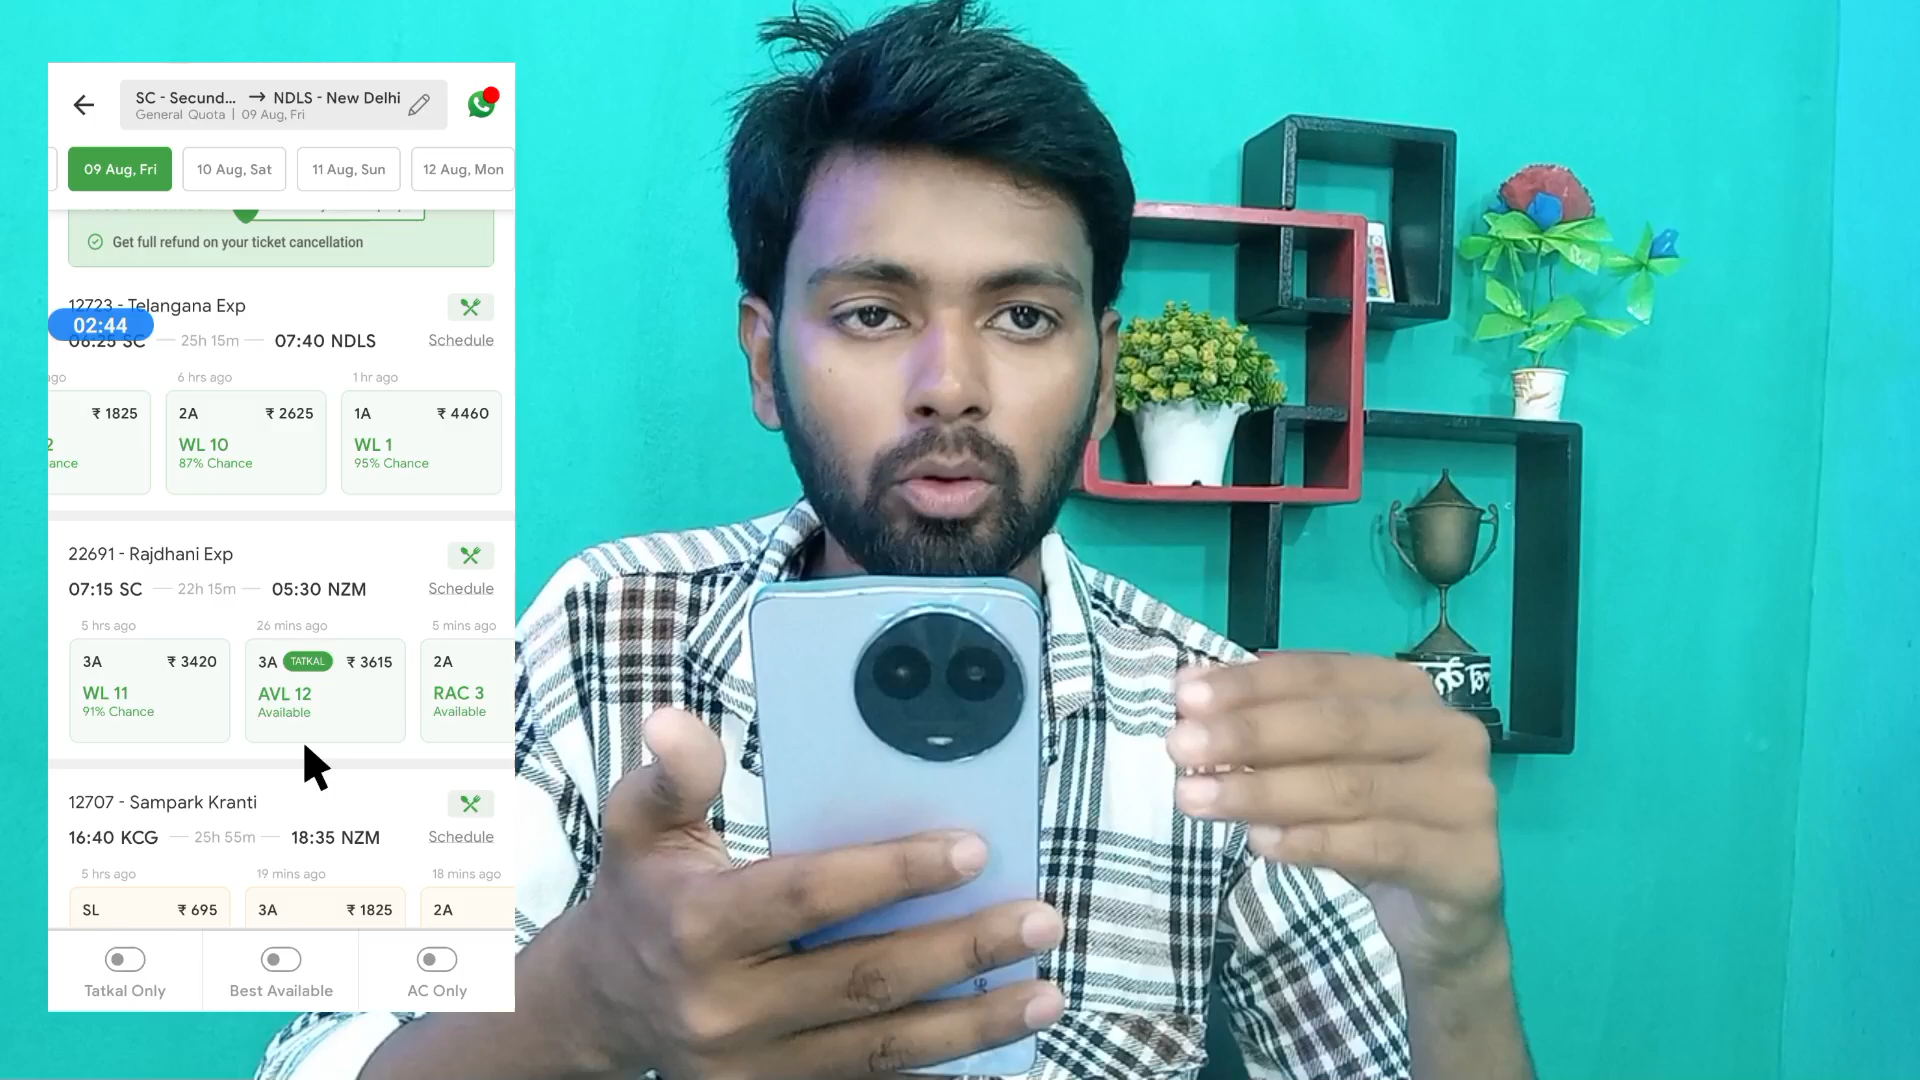 SC - Secund... → NDLS - New Delhi
General Quota | 09 Aug, Fri
09 Aug, Fri
10 Aug, Sat
11 Aug, Sun
12 Aug, Mon
Get full refund on your ticket cancellation
12723 - Telangana Exp
02:44
06:25 SC — 25h 15m — 07:40 NDLS Schedule
ago 6 hrs ago 1 hr ago
₹ 1825 2A ₹ 2625 1A ₹ 4460
2 WL 10 WL 1
ance 87% Chance 95% Chance
22691 - Rajdhani Exp
07:15 SC — 22h 15m — 05:30 NZM Schedule
5 hrs ago 26 mins ago 5 mins ago
3A ₹ 3420 3A TATKAL ₹ 3615 2A
WL 11 AVL 12 RAC 3
91% Chance Available Available
12707 - Sampark Kranti
16:40 KCG — 25h 55m — 18:35 NZM Schedule
5 hrs ago 19 mins ago 18 mins ago
SL ₹ 695 3A ₹ 1825 2A
Tatkal Only Best Available AC Only